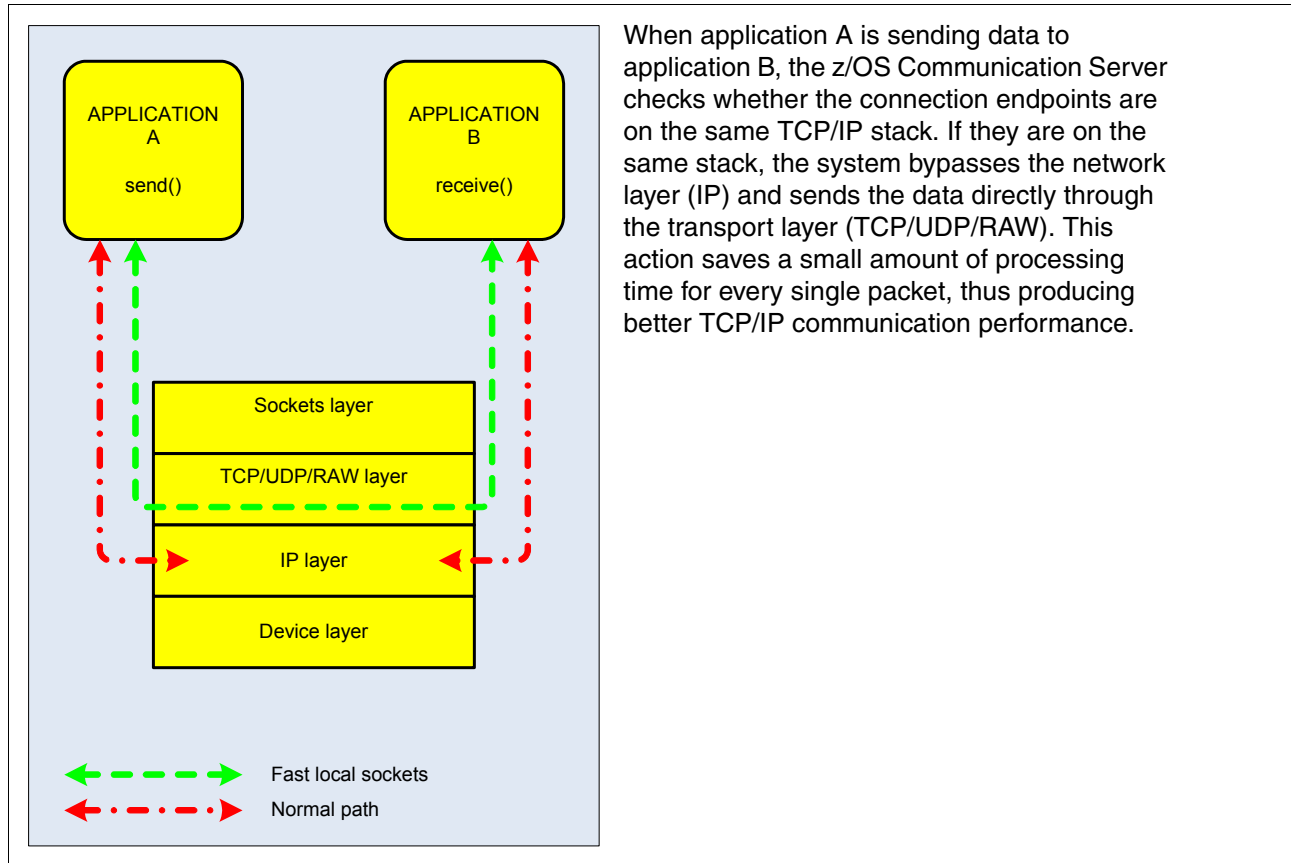 APPLICATION
A
send()
APPLICATION
B
receive()
Sockets layer
TCP/UDP/RAW layer
IP layer
Device layer
Fast local sockets
Normal path
When application A is sending data to
application B, the z/OS Communication Server
checks whether the connection endpoints are
on the same TCP/IP stack. If they are on the
same stack, the system bypasses the network
layer (IP) and sends the data directly through
the transport layer (TCP/UDP/RAW). This
action saves a small amount of processing
time for every single packet, thus producing
better TCP/IP communication performance.